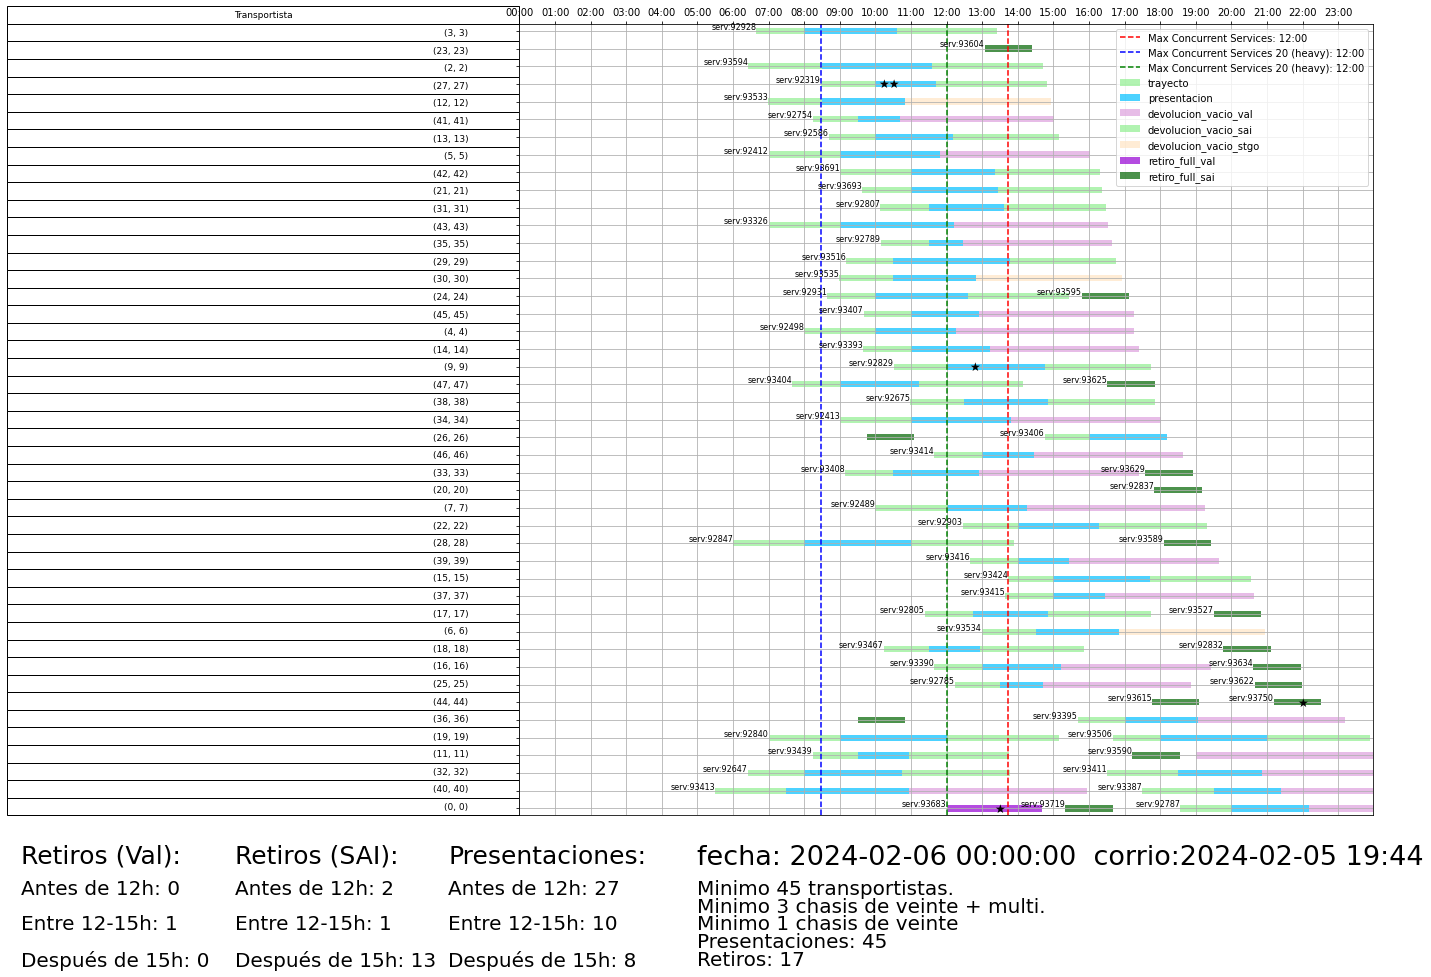 Transportista
00:00 01:00 02:00 03:00 04:00 05:00 06:00 07:00 08:00 09:00 10:00 11:00 12:00 13:00 14:00 15:00 16:00 17:00 18:00 19:00 20:00 21:00 22:00 23:00
(3, 3) serv:92928
(23, 23) serv:93604
(2, 2) serv:93594
(27, 27) serv:92319
(12, 12) serv:93533
(41, 41) serv:92754
(13, 13) serv:92586
(5, 5) serv:92412
(42, 42) serv:93691
(21, 21) serv:93693
(31, 31) serv:92807
(43, 43) serv:93326
(35, 35) serv:92789
(29, 29) serv:93516
(30, 30) serv:93535
(24, 24) serv:92931 serv:93595
(45, 45) serv:93407
(4, 4) serv:92498
(14, 14) serv:93393
(9, 9) serv:92829
(47, 47) serv:93404 serv:93625
(38, 38) serv:92675
(34, 34) serv:92413
(26, 26) serv:93406
(46, 46) serv:93414
(33, 33) serv:93408 serv:93629
(20, 20) serv:92837
(7, 7) serv:92489
(22, 22) serv:92903
(28, 28) serv:92847 serv:93589
(39, 39) serv:93416
(15, 15) serv:93424
(37, 37) serv:93415
(17, 17) serv:92805 serv:93527
(6, 6) serv:93534
(18, 18) serv:93467 serv:92832
(16, 16) serv:93390 serv:93634
(25, 25) serv:92785 serv:93622
(44, 44) serv:93615 serv:93750
(36, 36) serv:93395
(19, 19) serv:92840 serv:93506
(11, 11) serv:93439 serv:93590
(32, 32) serv:92647 serv:93411
(40, 40) serv:93413 serv:93387
(0, 0) serv:93683 serv:93719 serv:92787
Max Concurrent Services: 12:00
Max Concurrent Services 20 (heavy): 12:00
Max Concurrent Services 20 (heavy): 12:00
trayecto
presentacion
devolucion_vacio_val
devolucion_vacio_sai
devolucion_vacio_stgo
retiro_full_val
retiro_full_sai
Retiros (Val):
Antes de 12h: 0
Entre 12-15h: 1
Después de 15h: 0
Retiros (SAI):
Antes de 12h: 2
Entre 12-15h: 1
Después de 15h: 13
Presentaciones:
Antes de 12h: 27
Entre 12-15h: 10
Después de 15h: 8
fecha: 2024-02-06 00:00:00 corrio:2024-02-05 19:44
Minimo 45 transportistas.
Minimo 3 chasis de veinte + multi.
Minimo 1 chasis de veinte
Presentaciones: 45
Retiros: 17